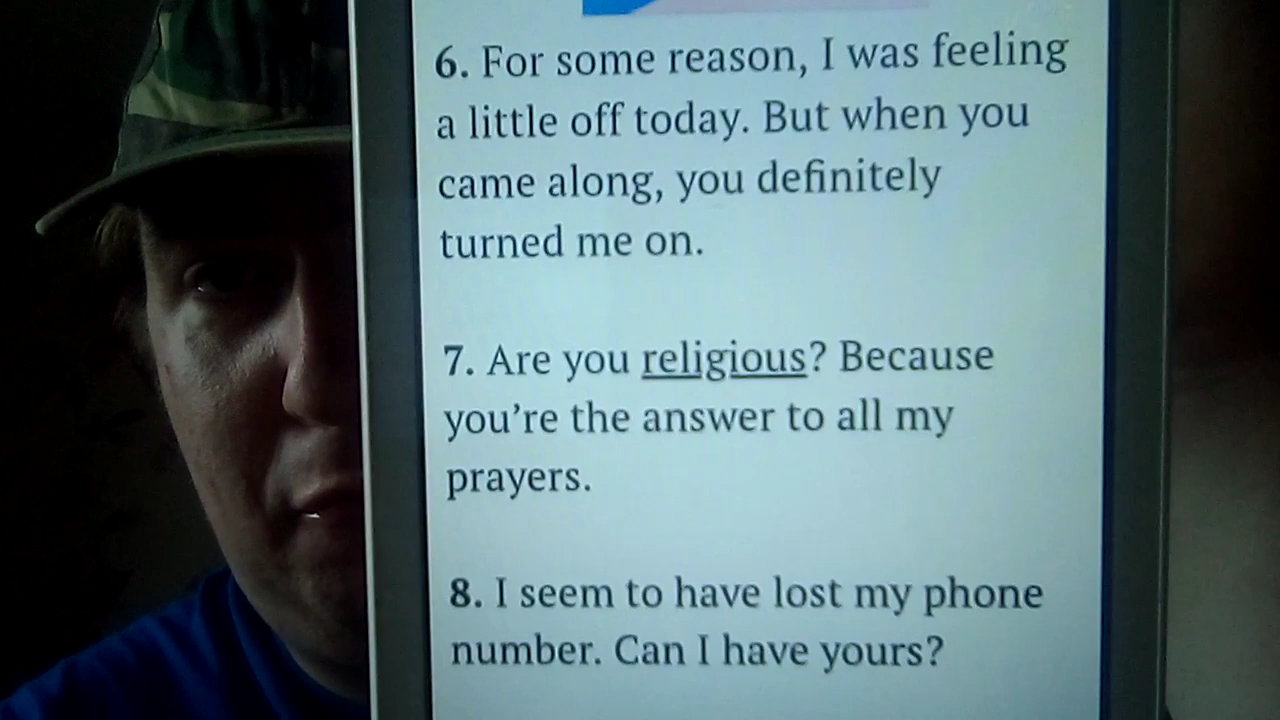 6. For some reason, I was feeling
a little off today. But when you
came along, you definitely
turned me on.
7. Are you religious? Because
you’re the answer to all my
prayers.
8. I seem to have lost my phone
number. Can I have yours?